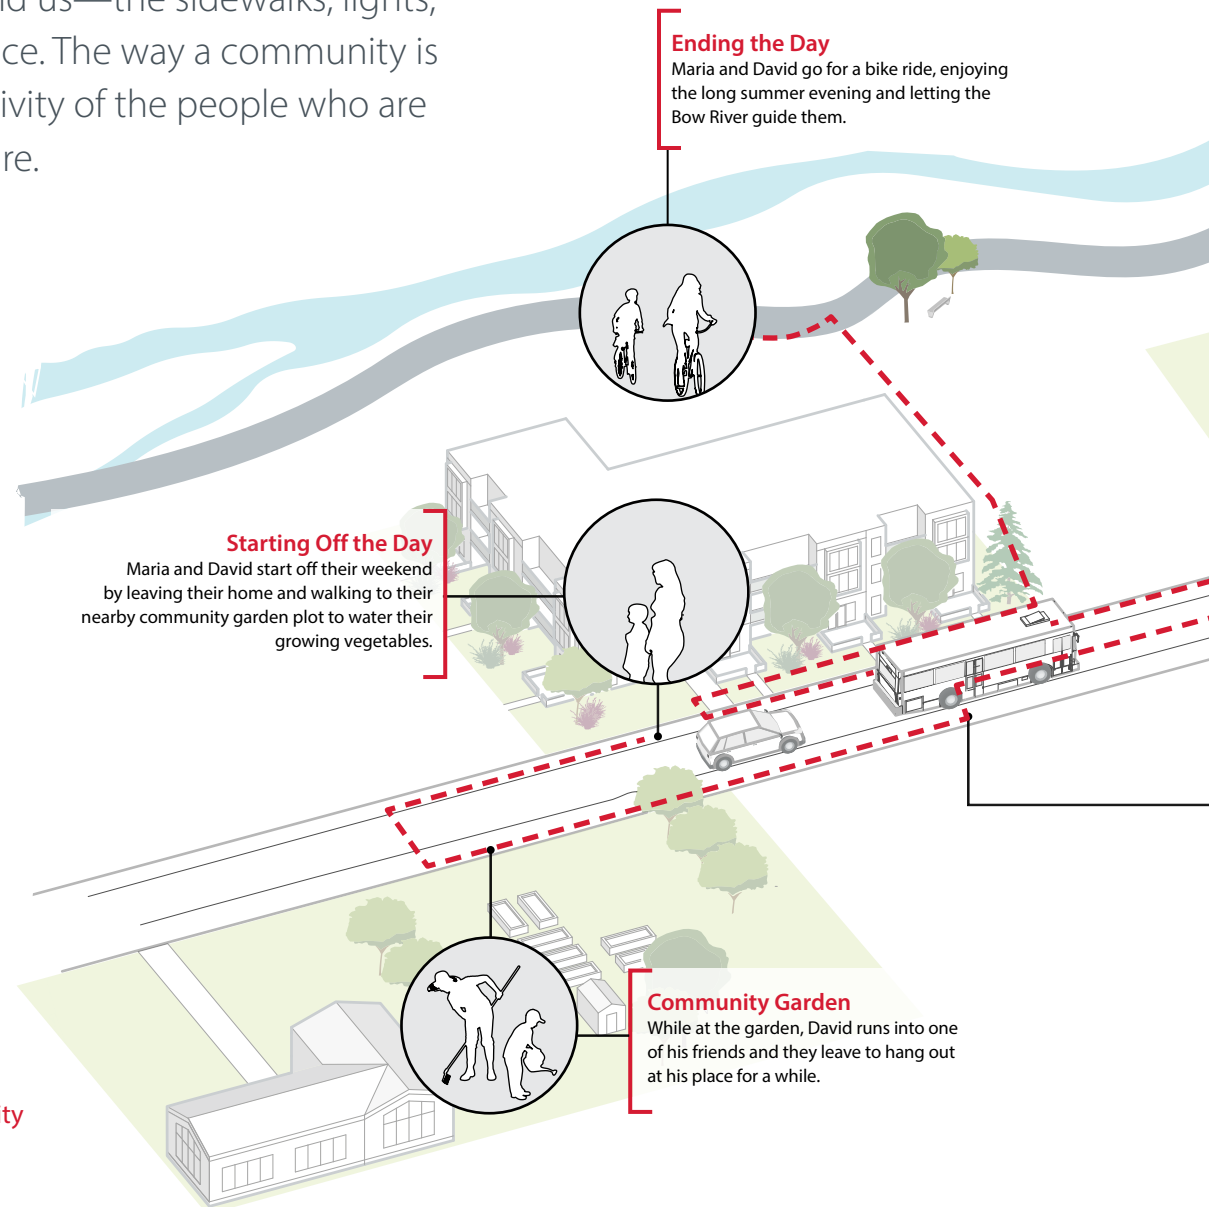 us—the sidewalks, lights,
The way a community is
of the people who are
Ending the Day
Maria and David go for a bike ride, enjoying
the long summer evening and letting the
Bow River guide them.
Starting Off the Day
Maria and David start off their weekend
by leaving their home and walking to their
nearby community garden plot to water their
growing vegetables.
Community Garden
While at the garden, David runs into one
of his friends and they leave to hang out
at his place for a while.